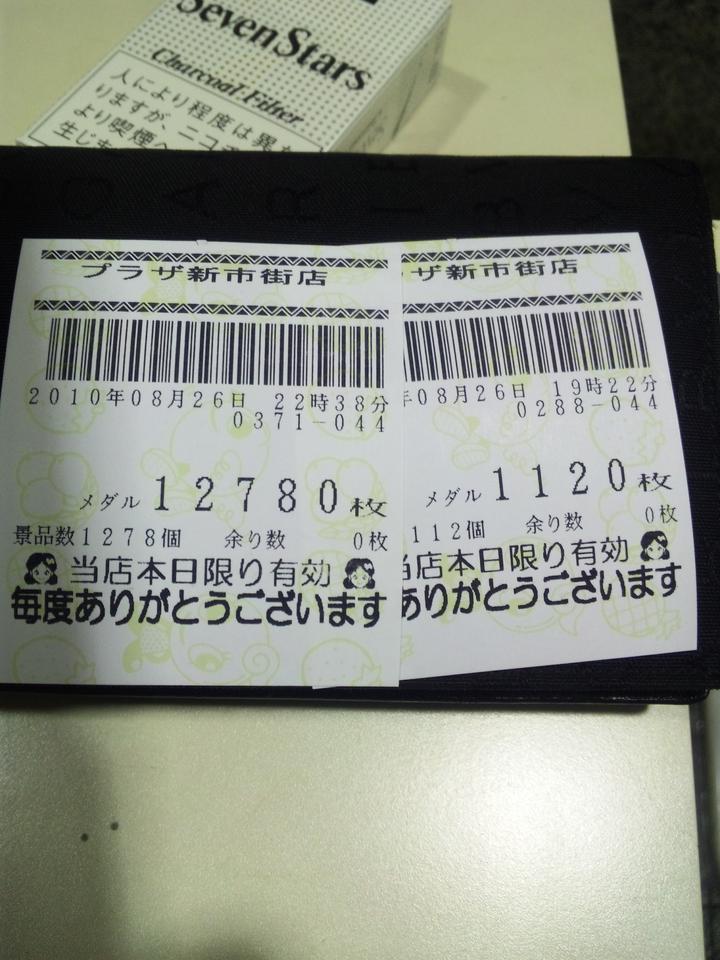 SevenStars
Charcoal Filter
人により程度は異な
りますが、ニコチ
より喫煙へ
生じま
プラザ新市街店
2010年08月26日 22時38分
0371-044
メダル 12780枚
景品数1278個 余り数 0枚
当店本日限り有効
毎度ありがとうございます
ザ新市街店
08月26日 19時22分
0288-044
メダル 1120枚
112個 余り数 0枚
店本日限り有効
ありがとうございます